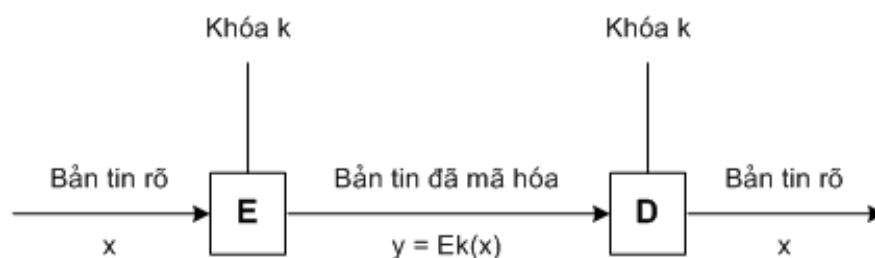 Khóa k
Khóa k
Bản tin rõ
Bản tin đã mã hóa
Bản tin rõ
E
D
x
y = Ek(x)
x